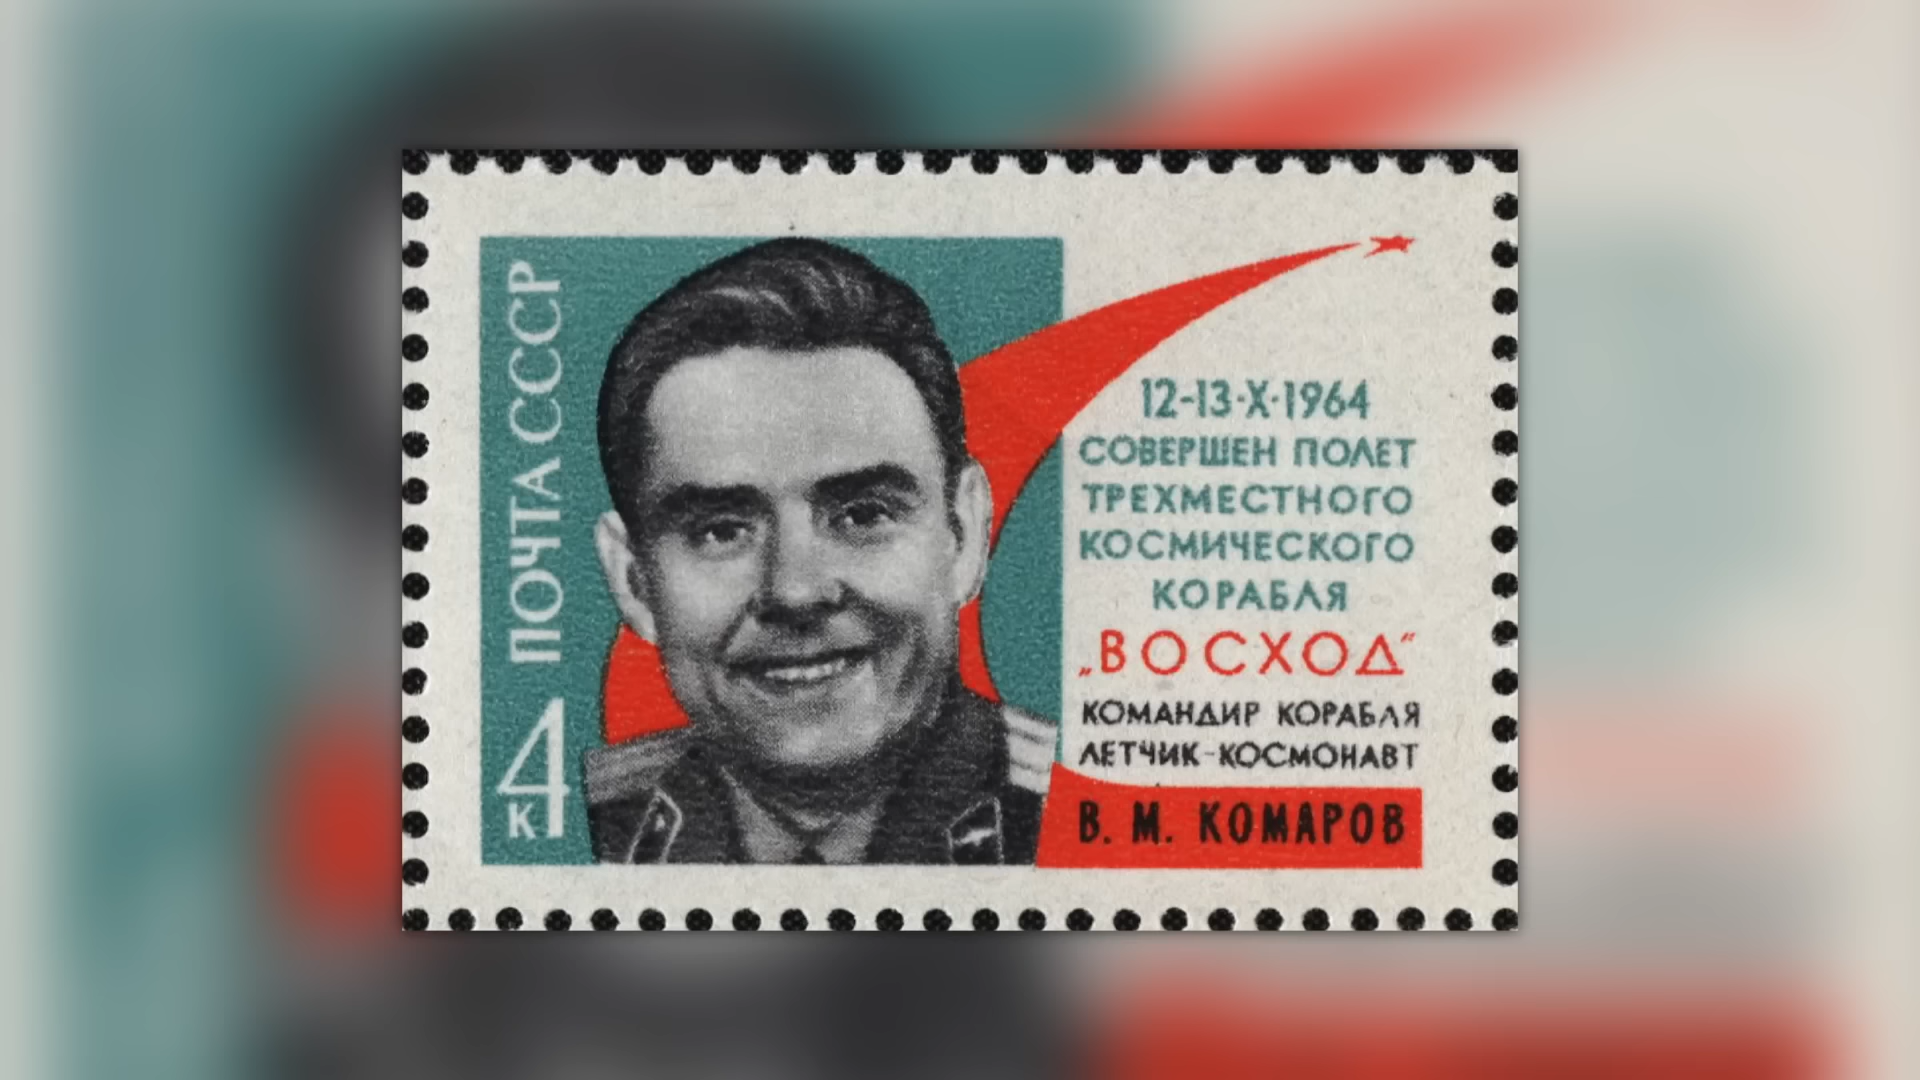 ПОЧТА СССР
4
к
12-13·X·1964
СОВЕРШЕН ПОЛЕТ
ТРЕХМЕСТНОГО
КОСМИЧЕСКОГО
КОРАБЛЯ
„ВОСХОД“
КОМАНДИР КОРАБЛЯ
ЛЕТЧИК-КОСМОНАВТ
В. М. КОМАРОВ